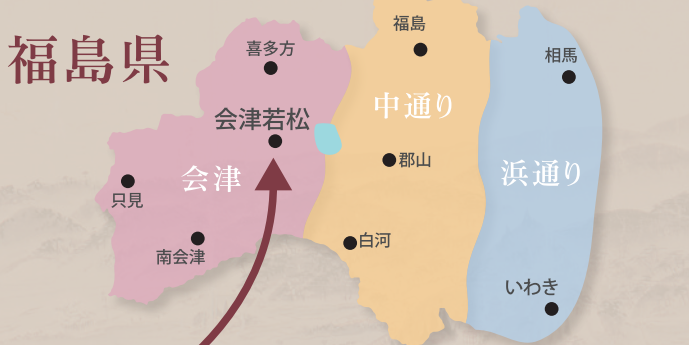 福島県
喜多方
会津若松
会津
只見
南会津
福島
中通り
郡山
白河
相馬
浜通り
いわき